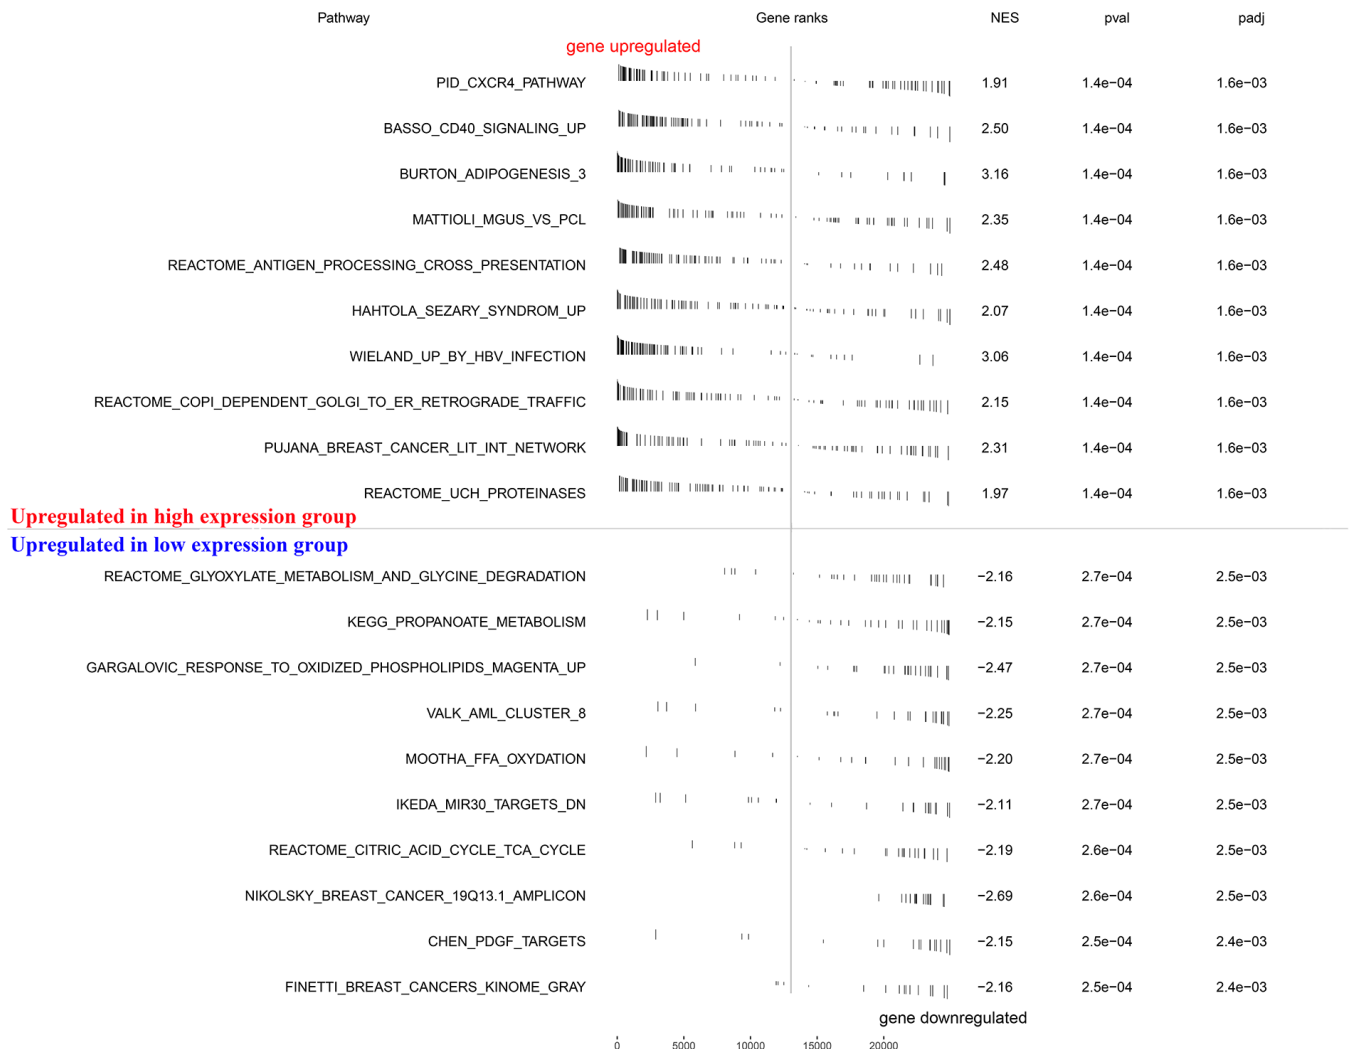 Pathway Gene ranks NES pval padj
gene upregulated
PID_CXCR4_PATHWAY 1.91 1.4e−04 1.6e−03
BASSO_CD40_SIGNALING_UP 2.50 1.4e−04 1.6e−03
BURTON_ADIPOGENESIS_3 3.16 1.4e−04 1.6e−03
MATTIOLI_MGUS_VS_PCL 2.35 1.4e−04 1.6e−03
REACTOME_ANTIGEN_PROCESSING_CROSS_PRESENTATION 2.48 1.4e−04 1.6e−03
HAHTOLA_SEZARY_SYNDROM_UP 2.07 1.4e−04 1.6e−03
WIELAND_UP_BY_HBV_INFECTION 3.06 1.4e−04 1.6e−03
REACTOME_COPI_DEPENDENT_GOLGI_TO_ER_RETROGRADE_TRAFFIC 2.15 1.4e−04 1.6e−03
PUJANA_BREAST_CANCER_LIT_INT_NETWORK 2.31 1.4e−04 1.6e−03
REACTOME_UCH_PROTEINASES 1.97 1.4e−04 1.6e−03
Upregulated in high expression group
Upregulated in low expression group
REACTOME_GLYOXYLATE_METABOLISM_AND_GLYCINE_DEGRADATION −2.16 2.7e−04 2.5e−03
KEGG_PROPANOATE_METABOLISM −2.15 2.7e−04 2.5e−03
GARGALOVIC_RESPONSE_TO_OXIDIZED_PHOSPHOLIPIDS_MAGENTA_UP −2.47 2.7e−04 2.5e−03
VALK_AML_CLUSTER_8 −2.25 2.7e−04 2.5e−03
MOOTHA_FFA_OXYDATION −2.20 2.7e−04 2.5e−03
IKEDA_MIR30_TARGETS_DN −2.11 2.7e−04 2.5e−03
REACTOME_CITRIC_ACID_CYCLE_TCA_CYCLE −2.19 2.6e−04 2.5e−03
NIKOLSKY_BREAST_CANCER_19Q13.1_AMPLICON −2.69 2.6e−04 2.5e−03
CHEN_PDGF_TARGETS −2.15 2.5e−04 2.4e−03
FINETTI_BREAST_CANCERS_KINOME_GRAY −2.16 2.5e−04 2.4e−03
gene downregulated
0 5000 10000 15000 20000